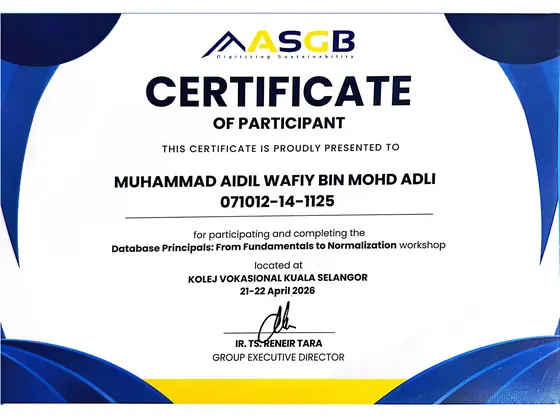 ASGB
Digitizing Sustainability
CERTIFICATE
OF PARTICIPANT
THIS CERTIFICATE IS PROUDLY PRESENTED TO
MUHAMMAD AIDIL WAFIY BIN MOHD ADLI
071012-14-1125
for participating and completing the
Database Principals: From Fundamentals to Normalization workshop
located at
KOLEJ VOKASIONAL KUALA SELANGOR
21-22 April 2026
IR. TS. RENEIR TARA
GROUP EXECUTIVE DIRECTOR